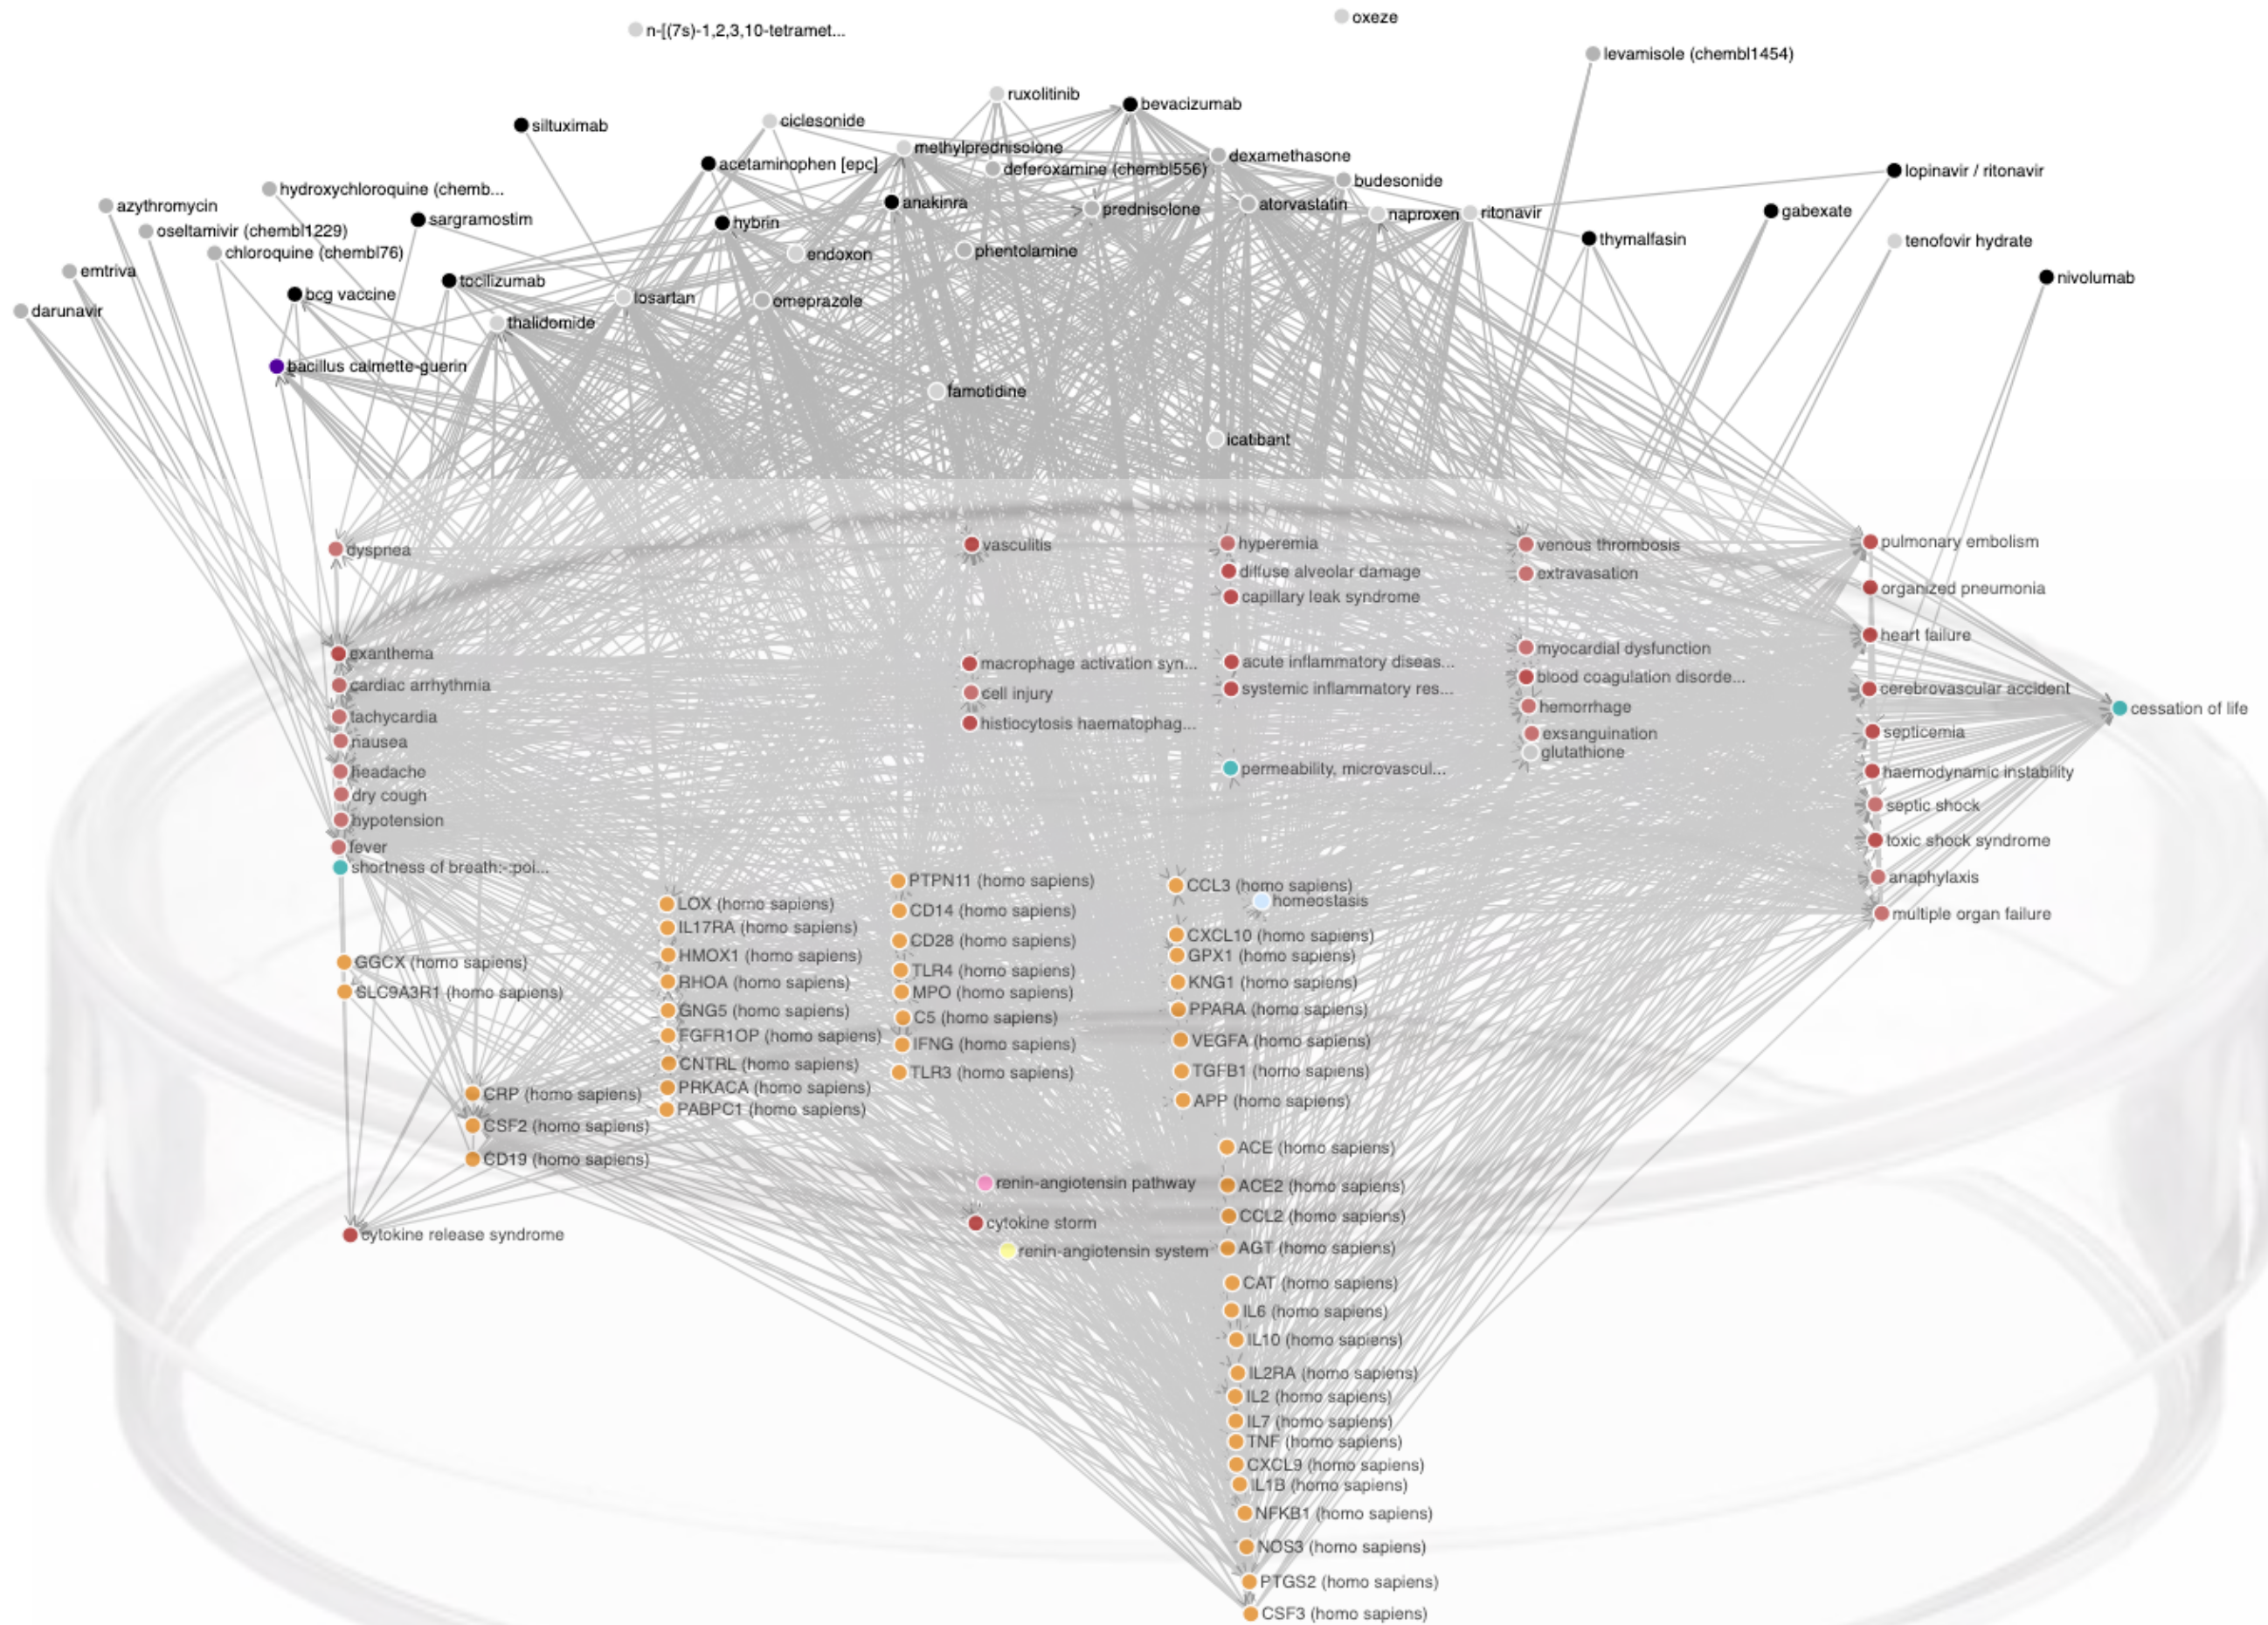 n-[(7s)-1,2,3,10-tetramet...
oxeze
levamisole (chembl1454)
ruxolitinib
bevacizumab
ciclesonide
siltuximab
methylprednisolone
dexamethasone
acetaminophen [epc]
deferoxamine (chembl556)
lopinavir / ritonavir
budesonide
hydroxychloroquine (chemb...
anakinra
atorvastatin
azythromycin
prednisolone
gabexate
ritonavir
naproxen
sargramostim
hybrin
oseltamivir (chembl1229)
thymalfasin
tenofovir hydrate
phentolamine
chloroquine (chembl76)
endoxon
emtriva
nivolumab
tocilizumab
bcg vaccine
losartan
omeprazole
darunavir
thalidomide
bacillus calmette-guerin
famotidine
icatibant
dyspnea
exanthema
cardiac arrhythmia
tachycardia
nausea
headache
dry cough
hypotension
fever
shortness of breath:-:poi...
vasculitis
macrophage activation syn...
cell injury
histiocytosis haematophag...
hyperemia
diffuse alveolar damage
capillary leak syndrome
acute inflammatory diseas...
systemic inflammatory res...
permeability, microvascul...
venous thrombosis
extravasation
myocardial dysfunction
blood coagulation disorde...
hemorrhage
exsanguination
glutathione
pulmonary embolism
organized pneumonia
heart failure
cerebrovascular accident
septicemia
haemodynamic instability
septic shock
toxic shock syndrome
anaphylaxis
multiple organ failure
cessation of life
GGCX (homo sapiens)
SLC9A3R1 (homo sapiens)
CRP (homo sapiens)
CSF2 (homo sapiens)
CD19 (homo sapiens)
cytokine release syndrome
LOX (homo sapiens)
IL17RA (homo sapiens)
HMOX1 (homo sapiens)
RHOA (homo sapiens)
GNG5 (homo sapiens)
FGFR1OP (homo sapiens)
CNTRL (homo sapiens)
PRKACA (homo sapiens)
PABPC1 (homo sapiens)
PTPN11 (homo sapiens)
CD14 (homo sapiens)
CD28 (homo sapiens)
TLR4 (homo sapiens)
MPO (homo sapiens)
C5 (homo sapiens)
IFNG (homo sapiens)
TLR3 (homo sapiens)
CCL3 (homo sapiens)
homeostasis
CXCL10 (homo sapiens)
GPX1 (homo sapiens)
KNG1 (homo sapiens)
PPARA (homo sapiens)
VEGFA (homo sapiens)
TGFB1 (homo sapiens)
APP (homo sapiens)
renin-angiotensin pathway
cytokine storm
renin-angiotensin system
ACE (homo sapiens)
ACE2 (homo sapiens)
CCL2 (homo sapiens)
AGT (homo sapiens)
CAT (homo sapiens)
IL6 (homo sapiens)
IL10 (homo sapiens)
IL2RA (homo sapiens)
IL2 (homo sapiens)
IL7 (homo sapiens)
TNF (homo sapiens)
CXCL9 (homo sapiens)
IL1B (homo sapiens)
NFKB1 (homo sapiens)
NOS3 (homo sapiens)
PTGS2 (homo sapiens)
CSF3 (homo sapiens)